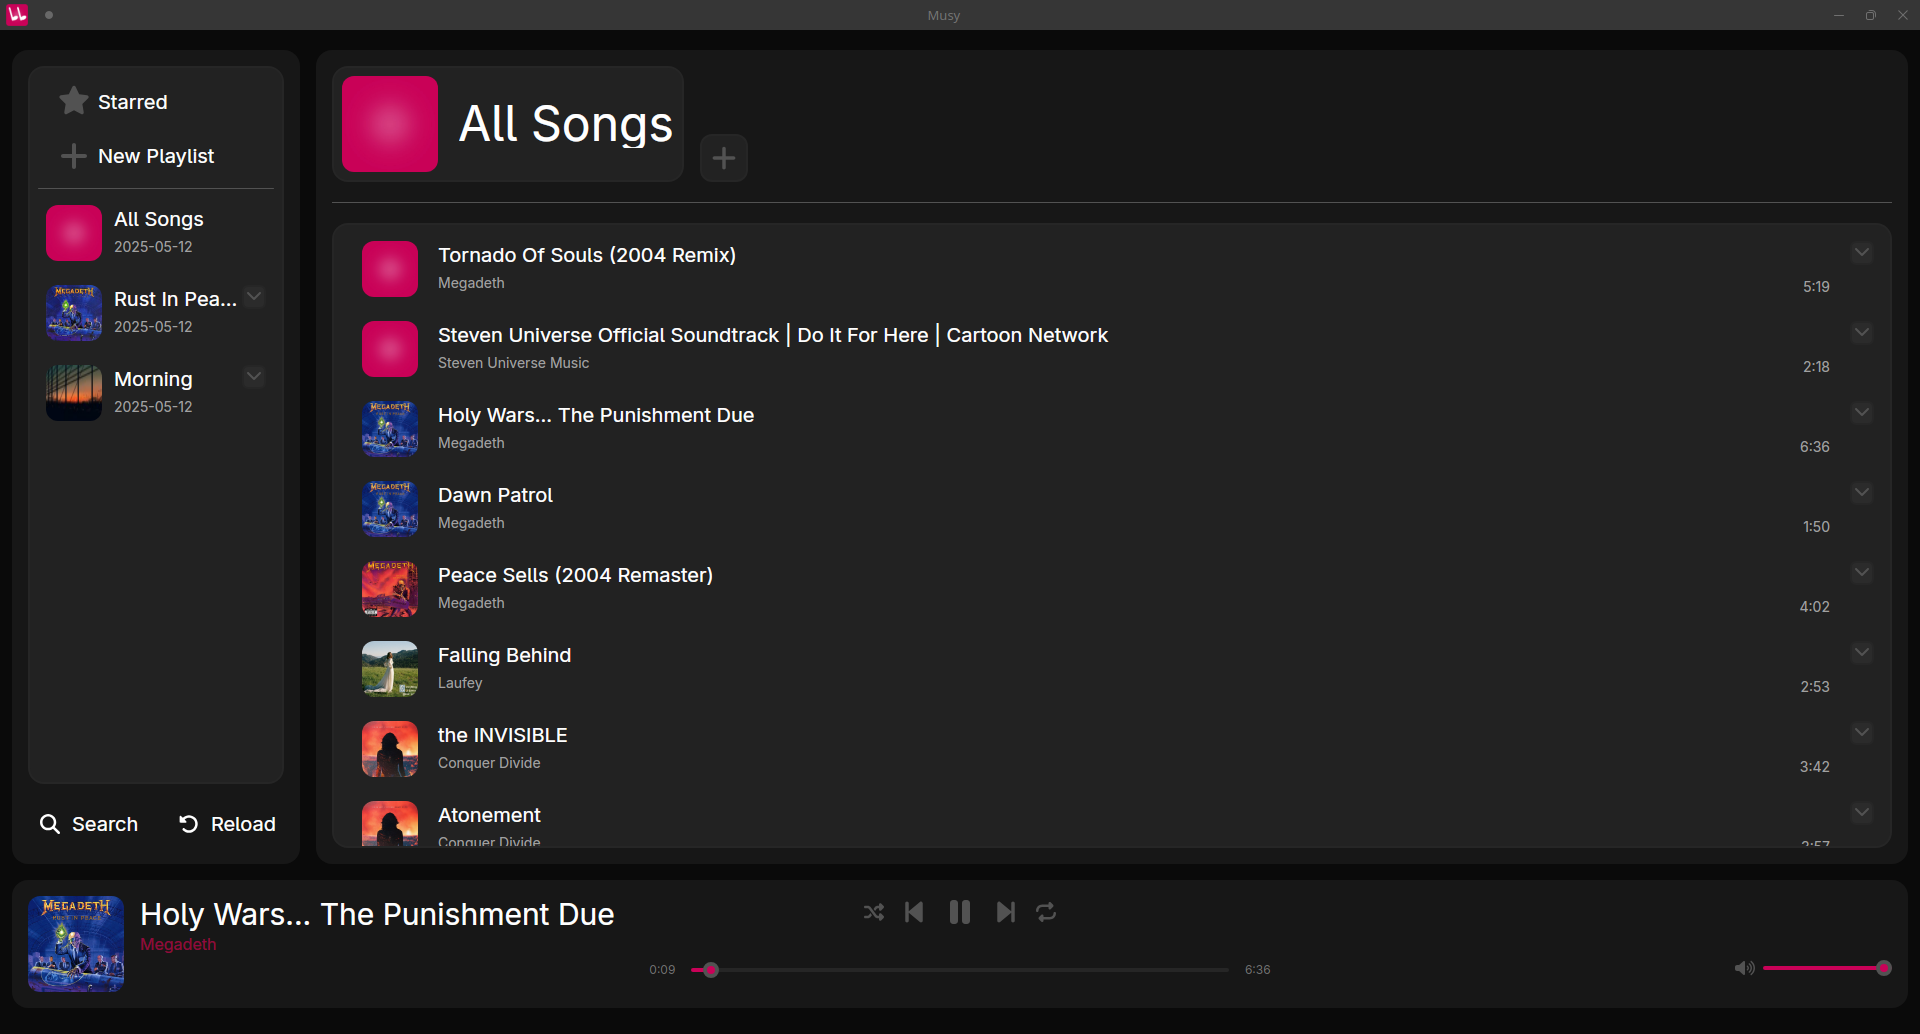 Musy
Starred
New Playlist
All Songs
2025-05-12
Rust In Pea...
2025-05-12
Morning
2025-05-12
Search
Reload
All Songs
Tornado Of Souls (2004 Remix)
Megadeth
5:19
Steven Universe Official Soundtrack | Do It For Here | Cartoon Network
Steven Universe Music
2:18
Holy Wars... The Punishment Due
Megadeth
6:36
Dawn Patrol
Megadeth
1:50
Peace Sells (2004 Remaster)
Megadeth
4:02
Falling Behind
Laufey
2:53
the INVISIBLE
Conquer Divide
3:42
Atonement
Conquer Divide
MEGADETH
RUST IN PEACE
Holy Wars... The Punishment Due
Megadeth
0:09
6:36